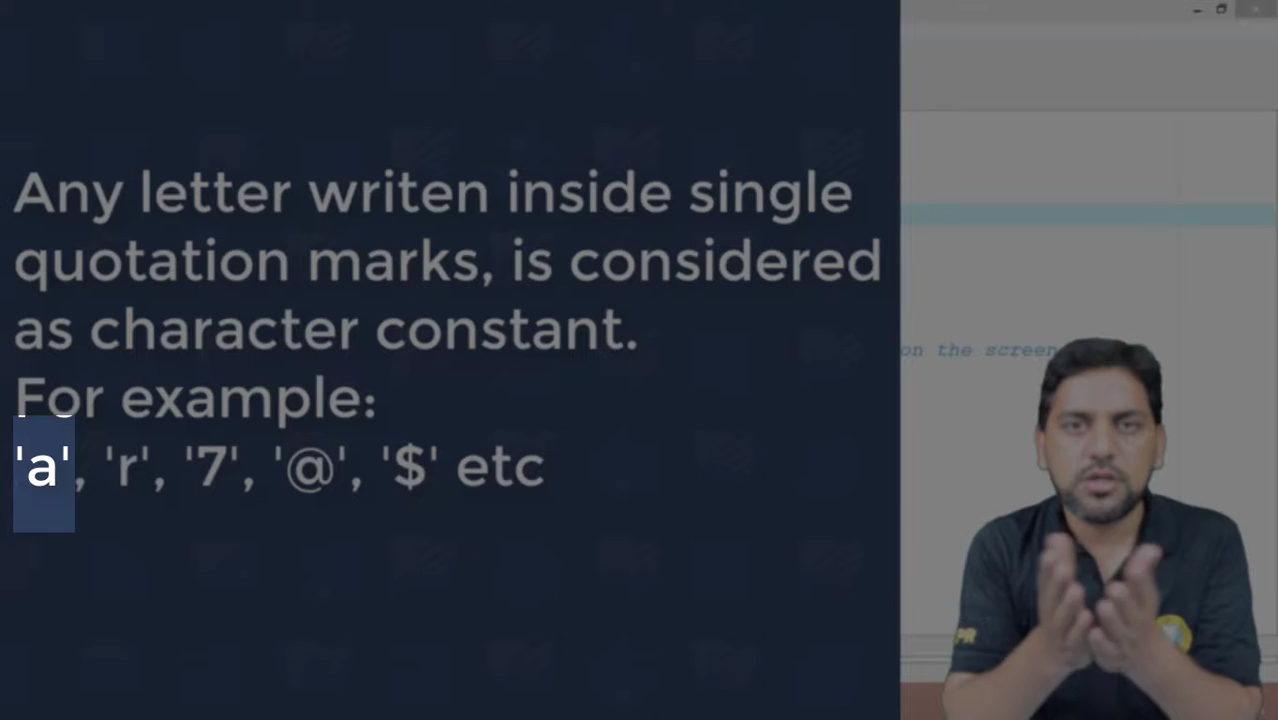 Any letter writen inside single
quotation marks, is considered
as character constant.
For example:
'a', 'r', '7', '@', '$' etc
on the screen
PR